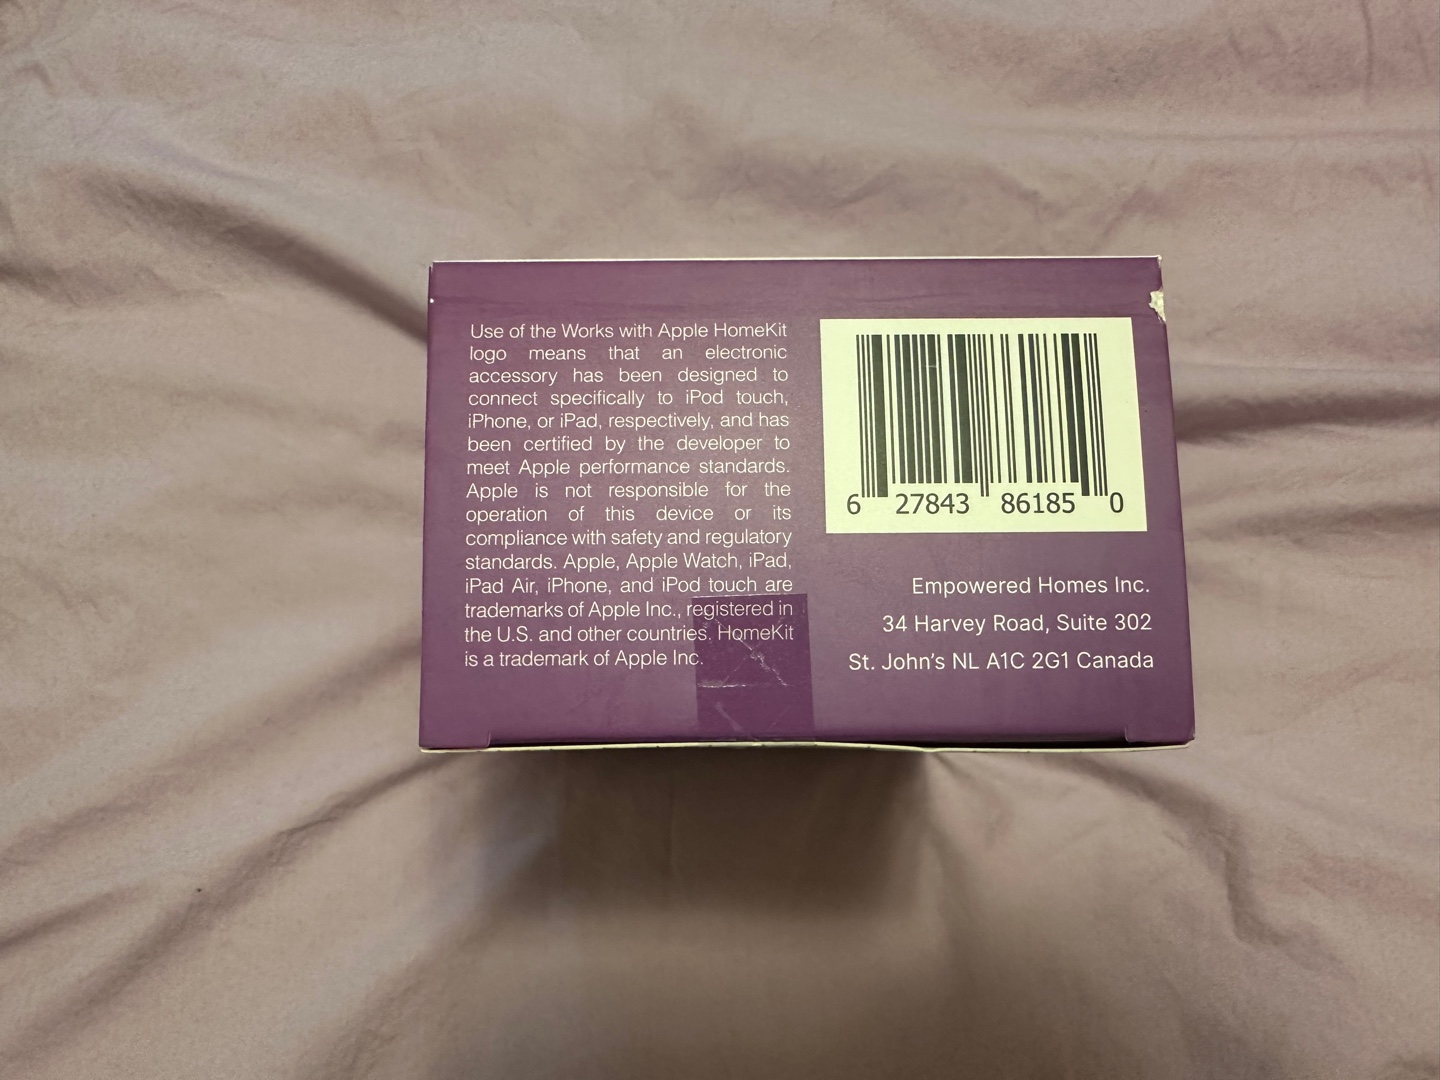 Use of the Works with Apple HomeKit
logo means that an electronic
accessory has been designed to
connect specifically to iPod touch,
iPhone, or iPad, respectively, and has
been certified by the developer to
meet Apple performance standards.
Apple is not responsible for the
operation of this device or its
compliance with safety and regulatory
standards. Apple, Apple Watch, iPad,
iPad Air, iPhone, and iPod touch are
trademarks of Apple Inc., registered in
the U.S. and other countries. HomeKit
is a trademark of Apple Inc.
6 27843 86185 0
Empowered Homes Inc.
34 Harvey Road, Suite 302
St. John's NL A1C 2G1 Canada